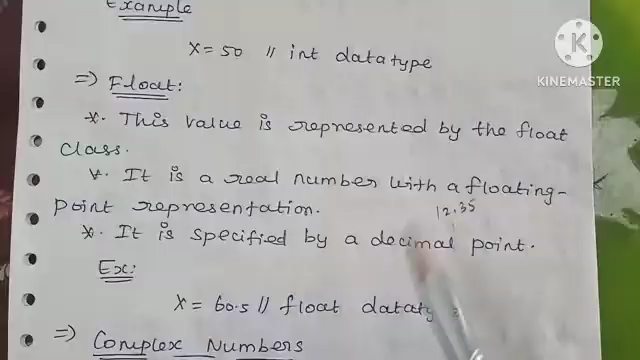 Example
X = 50 // int datatype
K
KINEMASTER
=> Float:
*. This value is represented by the float
class.
*. It is a real number with a floating-
point representation.
12.35
*. It is specified by a decimal point.
Ex:
X = 60.5 // float
=> Complex Numbers